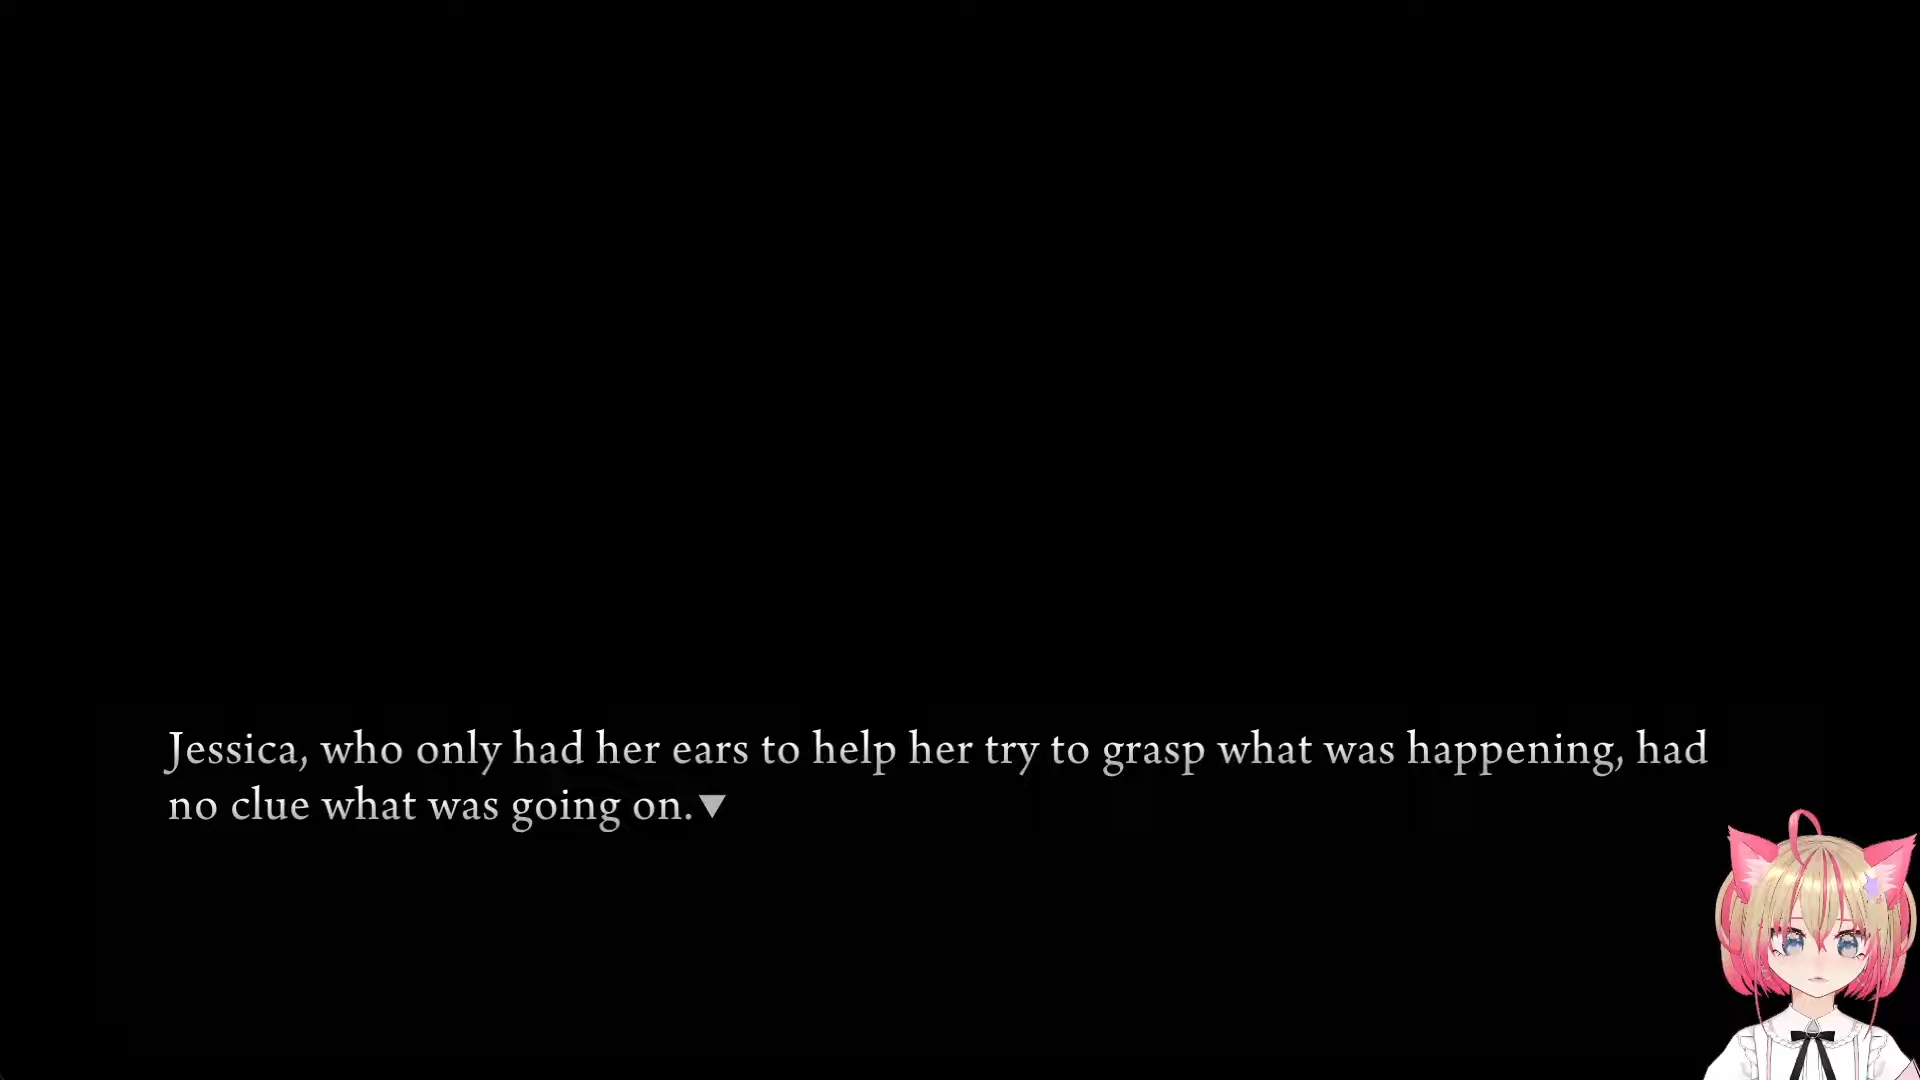 Jessica, who only had her ears to help her try to grasp what was happening, had
no clue what was going on.